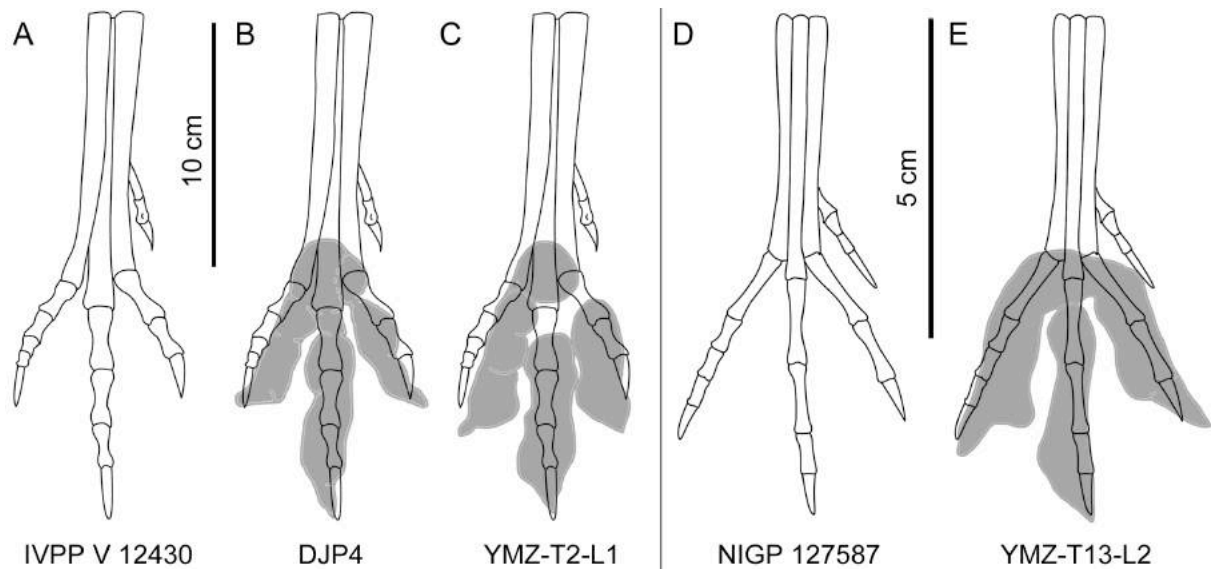 A
B
C
D
E
10 cm
5 cm
IVPP V 12430
DJP4
YMZ-T2-L1
NIGP 127587
YMZ-T13-L2